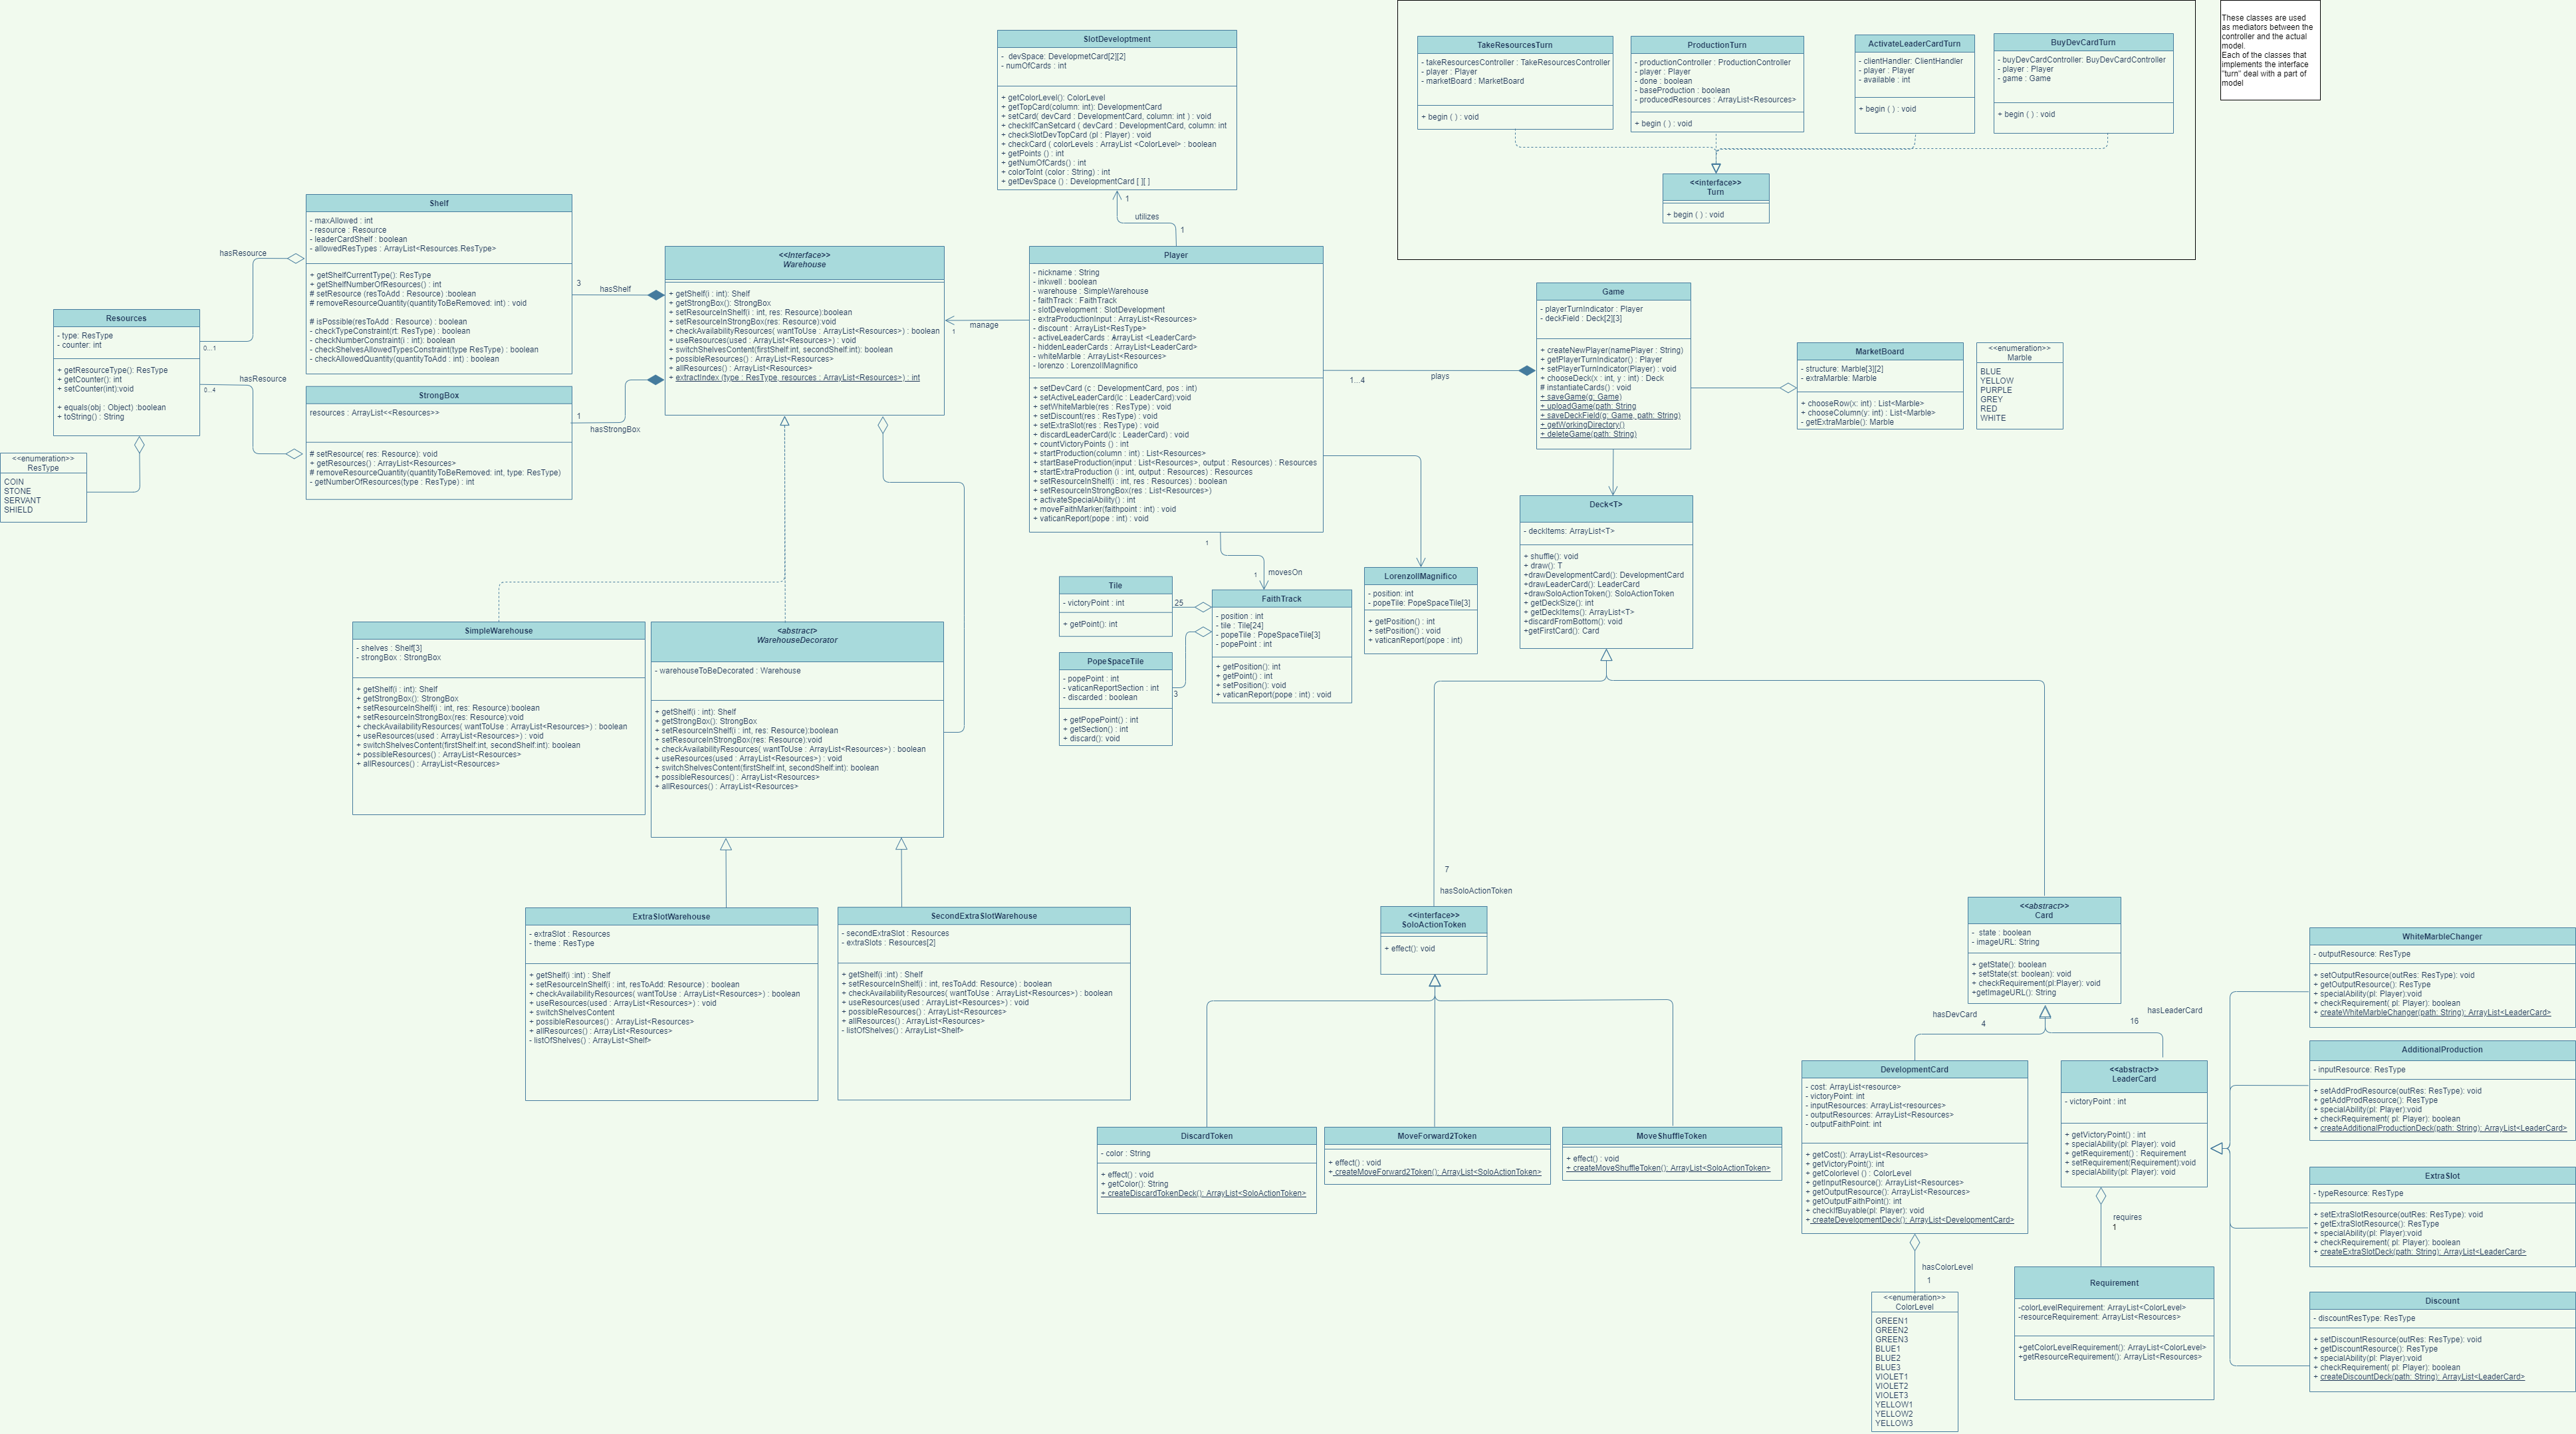 SlotDeveloptment
-  devSpace: DevelopmetCard[2][2]
- numOfCards : int
+ getColorLevel(): ColorLevel
+ getTopCard(column: int): DevelopmentCard
+ setCard( devCard : DevelopmentCard, column: int ) : void
+ checkIfCanSetcard ( devCard : DevelopmentCard, column: int
+ checkSlotDevTopCard (pl : Player) : void
+ checkCard ( colorLevels : ArrayList <ColorLevel> : boolean
+ getPoints () : int
+ getNumOfCards() : int
+ colorToInt (color : String) : int
+ getDevSpace () : DevelopmentCard [ ][ ]
TakeResourcesTurn
- takeResourcesController : TakeResourcesController
- player : Player
- marketBoard : MarketBoard
+ begin ( ) : void
ProductionTurn
- productionController : ProductionController
- player : Player
- done : boolean
- baseProduction : boolean
- producedResources : ArrayList<Resources>
+ begin ( ) : void
ActivateLeaderCardTurn
- clientHandler: ClientHandler
- player : Player
- available : int
+ begin ( ) : void
BuyDevCardTurn
- buyDevCardController: BuyDevCardController
- player : Player
- game : Game
+ begin ( ) : void
<<interface>>
Turn
+ begin ( ) : void
These classes are used
as mediators between the
controller and the actual
model.
Each of the classes that
implements the interface
"turn" deal with a part of
model
Shelf
- maxAllowed : int
- resource : Resource
- leaderCardShelf : boolean
- allowedResTypes : ArrayList<Resources.ResType>
+ getShelfCurrentType(): ResType
+ getShelfNumberOfResources() : int
# setResource (resToAdd : Resource) :boolean
# removeResourceQuantity(quantityToBeRemoved: int) : void
# isPossible(resToAdd : Resource) : boolean
- checkTypeConstraint(rt: ResType) : boolean
- checkNumberConstraint(i : int): boolean
- checkShelvesAllowedTypesConstraint(type ResType) : boolean
- checkAllowedQuantity(quantityToAdd : int) : boolean
hasResource
0...1
hasResource
0...4
Resources
- type: ResType
- counter: int
+ getResourceType(): ResType
+ getCounter(): int
+ setCounter(int):void
+ equals(obj : Object) :boolean
+ toString() : String
<<enumeration>>
ResType
COIN
STONE
SERVANT
SHIELD
StrongBox
resources : ArrayList<<Resources>>
# setResource( res: Resource): void
+ getResources() : ArrayList<Resources>
# removeResourceQuantity(quantityToBeRemoved: int, type: ResType)
- getNumberOfResources(type : ResType) : int
3
hasShelf
1
hasStrongBox
<<Interface>>
Warehouse
+ getShelf(i : int): Shelf
+ getStrongBox(): StrongBox
+ setResourceInShelf(i : int, res: Resource):boolean
+ setResourceInStrongBox(res: Resource):void
+ checkAvailabilityResources( wantToUse : ArrayList<Resources>) : boolean
+ useResources(used : ArrayList<Resources>) : void
+ switchShelvesContent(firstShelf:int, secondShelf:int): boolean
+ possibleResources() : ArrayList<Resources>
+ allResources() : ArrayList<Resources>
+ extractIndex (type : ResType, resources : ArrayList<Resources>) : int
1
manage
1
utilizes
1
Player
- nickname : String
- inkwell : boolean
- warehouse : SimpleWarehouse
- faithTrack : FaithTrack
- slotDevelopment : SlotDevelopment
- extraProductionInput : ArrayList<Resources>
- discount : ArrayList<ResType>
- activeLeaderCards : ArrayList <LeaderCard>
- hiddenLeaderCards : ArrayList<LeaderCard>
- whiteMarble : ArrayList<Resources>
- lorenzo : LorenzoIlMagnifico
+ setDevCard (c : DevelopmentCard, pos : int)
+ setActiveLeaderCard(lc : LeaderCard):void
+ setWhiteMarble(res : ResType) : void
+ setDiscount(res : ResType) : void
+ setExtraSlot(res : ResType) : void
+ discardLeaderCard(lc : LeaderCard) : void
+ countVictoryPoints () : int
+ startProduction(column : int) : List<Resources>
+ startBaseProduction(input : List<Resources>, output : Resources) : Resources
+ startExtraProduction (i : int, output : Resources) : Resources
+ setResourceInShelf(i : int, res : Resources) : boolean
+ setResourceInStrongBox(res : List<Resources>)
+ activateSpecialAbility() : int
+ moveFaithMarker(faithpoint : int) : void
+ vaticanReport(pope : int) : void
1...4
plays
Game
- playerTurnIndicator : Player
- deckField : Deck[2][3]
+ createNewPlayer(namePlayer : String)
+ getPlayerTurnIndicator() : Player
+ setPlayerTurnIndicator(Player) : void
+ chooseDeck(x : int, y : int) : Deck
# instantiateCards() : void
+ saveGame(g: Game)
+ uploadGame(path: String
+ saveDeckField(g: Game, path: String)
+ getWorkingDirectory()
+ deleteGame(path: String)
MarketBoard
- structure: Marble[3][2]
- extraMarble: Marble
+ chooseRow(x: int) : List<Marble>
+ chooseColumn(y: int) : List<Marble>
- getExtraMarble(): Marble
<<enumeration>>
Marble
BLUE
YELLOW
PURPLE
GREY
RED
WHITE
Deck<T>
- deckItems: ArrayList<T>
+ shuffle(): void
+ draw(): T
+drawDevelopmentCard(): DevelopmentCard
+drawLeaderCard(): LeaderCard
+drawSoloActionToken(): SoloActionToken
+ getDeckSize(): int
+ getDeckItems(): ArrayList<T>
+discardFromBottom(): void
+getFirstCard(): Card
1
1
movesOn
Tile
- victoryPoint : int
+ getPoint(): int
25
FaithTrack
- position : int
- tile : Tile[24]
- popeTile : PopeSpaceTile[3]
- popePoint : int
+ getPosition(): int
+ getPoint() : int
+ setPosition(): void
+ vaticanReport(pope : int) : void
LorenzoIlMagnifico
- position: int
- popeTile: PopeSpaceTile[3]
+ getPosition() : int
+ setPosition() : void
+ vaticanReport(pope : int)
PopeSpaceTile
- popePoint : int
- vaticanReportSection : int
- discarded : boolean
+ getPopePoint() : int
+ getSection() : int
+ discard(): void
3
SimpleWarehouse
- shelves : Shelf[3]
- strongBox : StrongBox
+ getShelf(i : int): Shelf
+ getStrongBox(): StrongBox
+ setResourceInShelf(i : int, res: Resource):boolean
+ setResourceInStrongBox(res: Resource):void
+ checkAvailabilityResources( wantToUse : ArrayList<Resources>) : boolean
+ useResources(used : ArrayList<Resources>) : void
+ switchShelvesContent(firstShelf:int, secondShelf:int): boolean
+ possibleResources() : ArrayList<Resources>
+ allResources() : ArrayList<Resources>
<abstract>
WarehouseDecorator
- warehouseToBeDecorated : Warehouse
+ getShelf(i : int): Shelf
+ getStrongBox(): StrongBox
+ setResourceInShelf(i : int, res: Resource):boolean
+ setResourceInStrongBox(res: Resource):void
+ checkAvailabilityResources( wantToUse : ArrayList<Resources>) : boolean
+ useResources(used : ArrayList<Resources>) : void
+ switchShelvesContent(firstShelf:int, secondShelf:int): boolean
+ possibleResources() : ArrayList<Resources>
+ allResources() : ArrayList<Resources>
ExtraSlotWarehouse
- extraSlot : Resources
- theme : ResType
+ getShelf(i :int) : Shelf
+ setResourceInShelf(i : int, resToAdd: Resource) : boolean
+ checkAvailabilityResources( wantToUse : ArrayList<Resources>) : boolean
+ useResources(used : ArrayList<Resources>) : void
+ switchShelvesContent
+ possibleResources() : ArrayList<Resources>
+ allResources() : ArrayList<Resources>
- listOfShelves() : ArrayList<Shelf>
SecondExtraSlotWarehouse
- secondExtraSlot : Resources
- extraSlots : Resources[2]
+ getShelf(i :int) : Shelf
+ setResourceInShelf(i : int, resToAdd: Resource) : boolean
+ checkAvailabilityResources( wantToUse : ArrayList<Resources>) : boolean
+ useResources(used : ArrayList<Resources>) : void
+ possibleResources() : ArrayList<Resources>
+ allResources() : ArrayList<Resources>
- listOfShelves() : ArrayList<Shelf>
7
hasSoloActionToken
<<interface>>
SoloActionToken
+ effect(): void
DiscardToken
- color : String
+ effect() : void
+ getColor(): String
+ createDiscardTokenDeck(): ArrayList<SoloActionToken>
MoveForward2Token
+ effect() : void
+ createMoveForward2Token(): ArrayList<SoloActionToken>
MoveShuffleToken
+ effect() : void
+ createMoveShuffleToken(): ArrayList<SoloActionToken>
<<abstract>>
Card
-  state : boolean
- imageURL: String
+ getState(): boolean
+ setState(st: boolean): void
+ checkRequirement(pl:Player): void
+getImageURL(): String
hasDevCard
4
hasLeaderCard
16
DevelopmentCard
- cost: ArrayList<resource>
- victoryPoint: int
- inputResources: ArrayList<resources>
- outputResources: ArrayList<Resources>
- outputFaithPoint: int
+ getCost(): ArrayList<Resources>
+ getVictoryPoint(): int
+ getColorlevel () : ColorLevel
+ getInputResource(): ArrayList<Resources>
+ getOutputResource(): ArrayList<Resources>
+ getOutputFaithPoint(): int
+ checkIfBuyable(pl: Player): void
+ createDevelopmentDeck(): ArrayList<DevelopmentCard>
hasColorLevel
1
<<enumeration>>
ColorLevel
GREEN1
GREEN2
GREEN3
BLUE1
BLUE2
BLUE3
VIOLET1
VIOLET2
VIOLET3
YELLOW1
YELLOW2
YELLOW3
<<abstract>>
LeaderCard
- victoryPoint : int
+ getVictoryPoint() : int
+ specialAbility(pl: Player): void
+ getRequirement() : Requirement
+ setRequirement(Requirement):void
+ specialAbility(pl: Player): void
requires
1
Requirement
-colorLevelRequirement: ArrayList<ColorLevel>
-resourceRequirement: ArrayList<Resources>
+getColorLevelRequirement(): ArrayList<ColorLevel>
+getResourceRequirement(): ArrayList<Resources>
WhiteMarbleChanger
- outputResource: ResType
+ setOutputResource(outRes: ResType): void
+ getOutputResource(): ResType
+ specialAbility(pl: Player):void
+ checkRequirement( pl: Player): boolean
+ createWhiteMarbleChanger(path: String): ArrayList<LeaderCard>
AdditionalProduction
- inputResource: ResType
+ setAddProdResource(outRes: ResType): void
+ getAddProdResource(): ResType
+ specialAbility(pl: Player):void
+ checkRequirement( pl: Player): boolean
+ createAdditionalProductionDeck(path: String): ArrayList<LeaderCard>
ExtraSlot
- typeResource: ResType
+ setExtraSlotResource(outRes: ResType): void
+ getExtraSlotResource(): ResType
+ specialAbility(pl: Player):void
+ checkRequirement( pl: Player): boolean
+ createExtraSlotDeck(path: String): ArrayList<LeaderCard>
Discount
- discountResType: ResType
+ setDiscountResource(outRes: ResType): void
+ getDiscountResource(): ResType
+ specialAbility(pl: Player):void
+ checkRequirement( pl: Player): boolean
+ createDiscountDeck(path: String): ArrayList<LeaderCard>